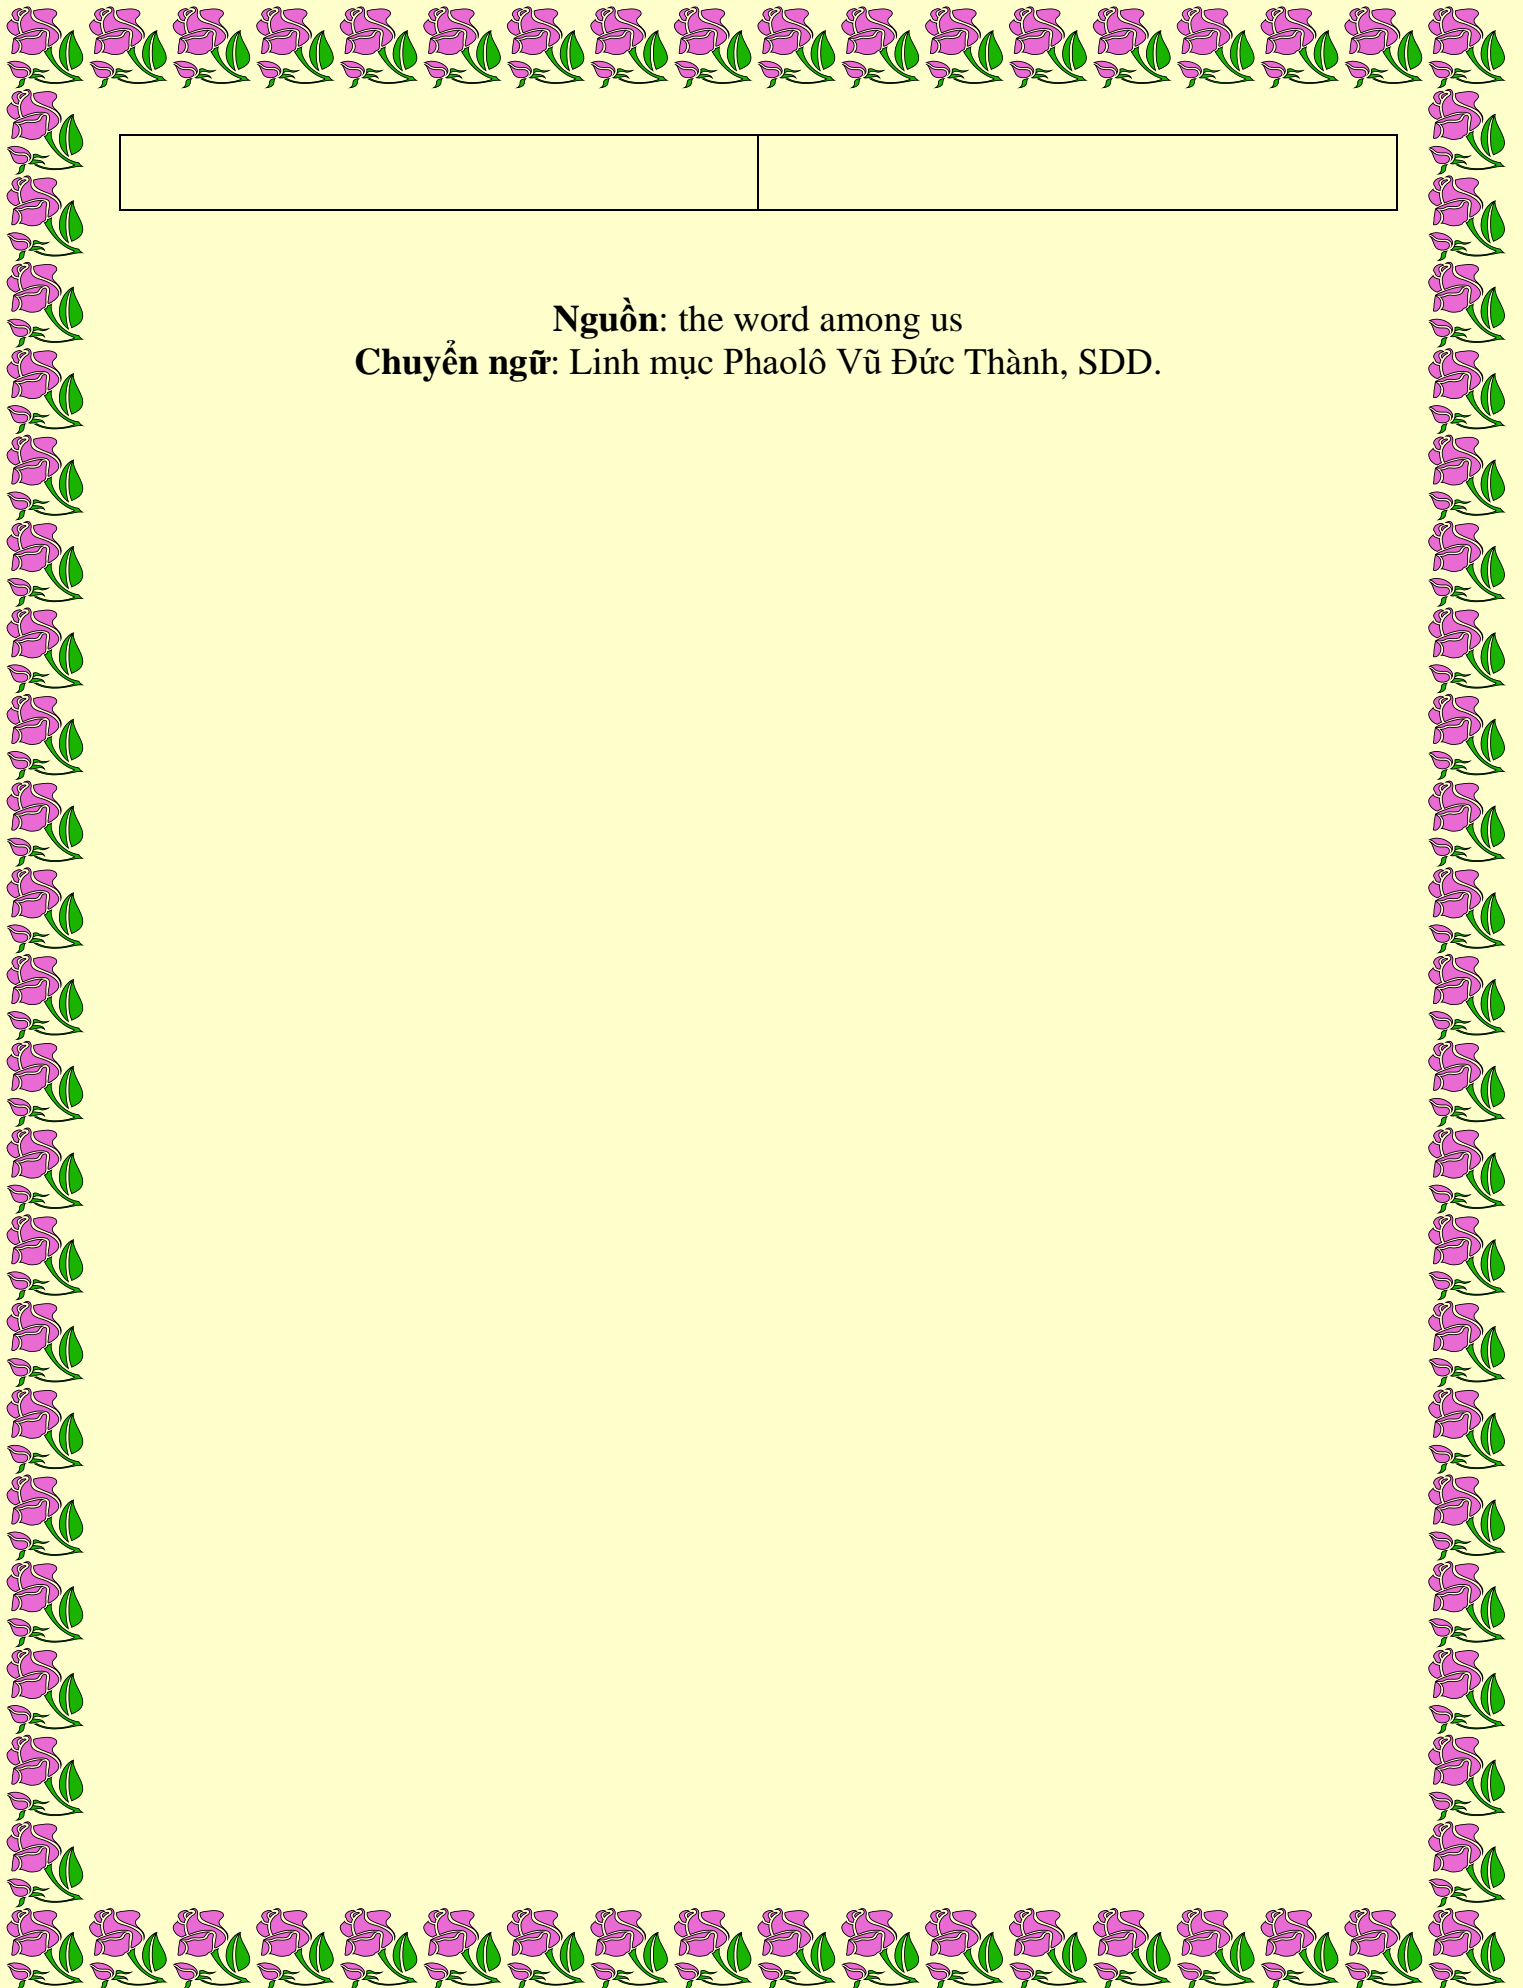 Nguồn: the word among us
Chuyển ngữ: Linh mục Phaolô Vũ Đức Thành, SDD.